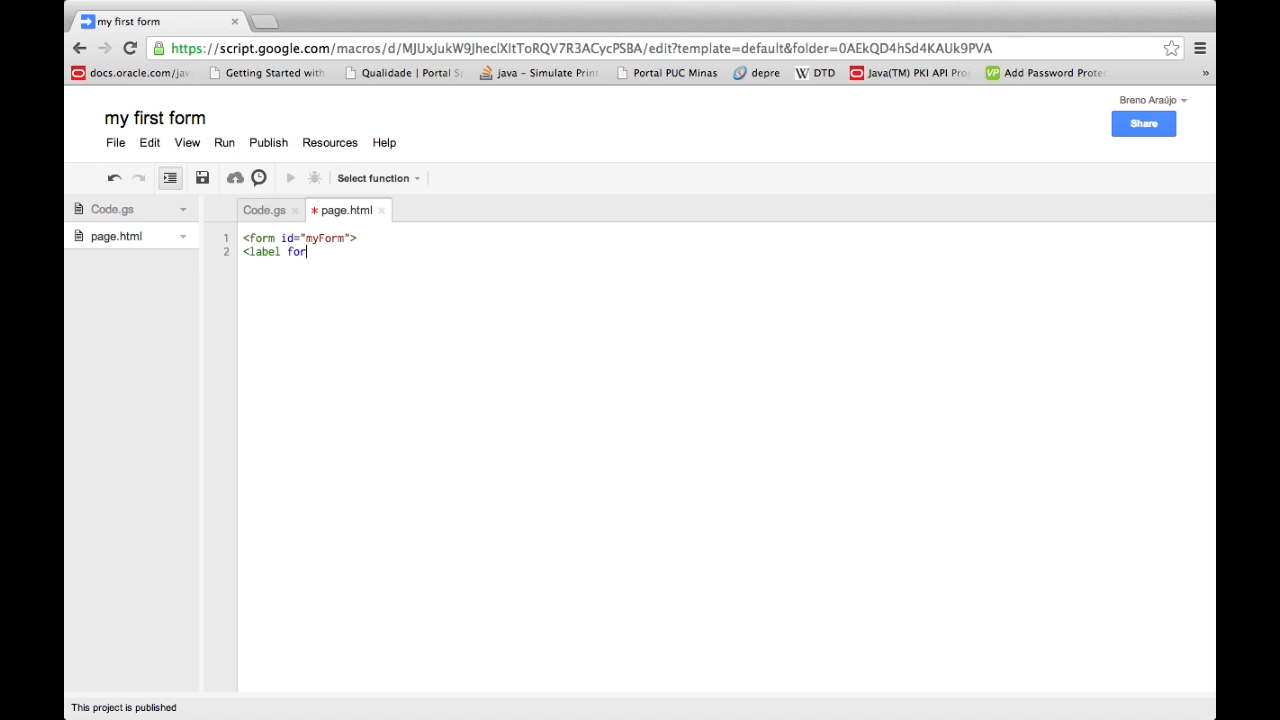 my first form
https://script.google.com/macros/d/MJUxJukW9JheclXItToRQV7R3ACycPSBA/edit?template=default&folder=0AEkQD4hSd4KAUk9PVA
docs.oracle.com/jav Getting Started with Qualidade | Portal S java – Simulate Print Portal PUC Minas depre W DTD Java(TM) PKI API Pro VP Add Password Prote »
Breno Araújo
my first form
Share
File Edit View Run Publish Resources Help
Select function
Code.gs
page.html
Code.gs × * page.html ×
1 <form id="myForm">
2 <label for
This project is published